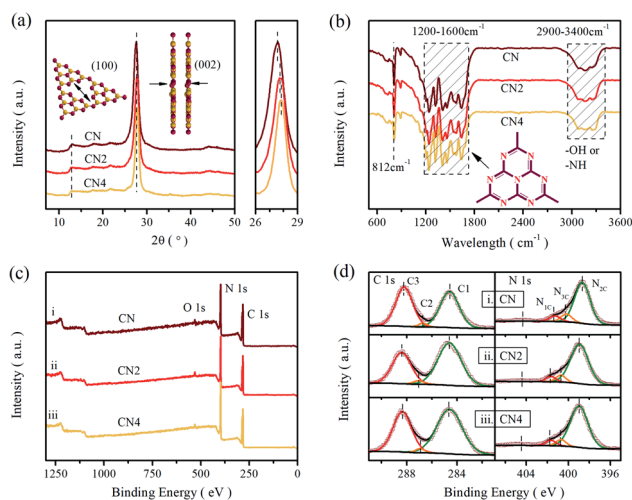 (a)
(100)
(002)
CN
CN2
CN4
Intensity ( a.u. )
10
20
30
40
50
26
28
29
2θ ( ° )
(b)
1200-1600cm-1
2900-3400cm-1
CN
CN2
CN4
812cm-1
-OH or
-NH
N
N
N
N
N
N
N
Intensity ( a.u. )
600
1200
1800
2400
3000
3600
Wavelength ( cm-1 )
(c)
N 1s
O 1s
C 1s
i
CN
ii
CN2
iii
CN4
Intensity ( a.u. )
1250
1000
750
500
250
0
Binding Energy ( eV )
(d)
C 1s
C3
C2
C1
N 1s
N1C
N3C
N2C
i. CN
ii. CN2
iii. CN4
Intensity ( a.u. )
288
284
404
400
396
Binding Energy ( eV )